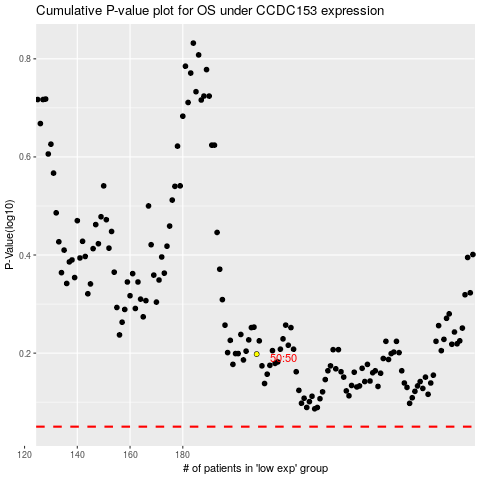 Cumulative P-value plot for OS under CCDC153 expression
P-Value(log10)
0.8
0.6
0.4
0.2
50:50
120 140 160 180
# of patients in 'low exp' group